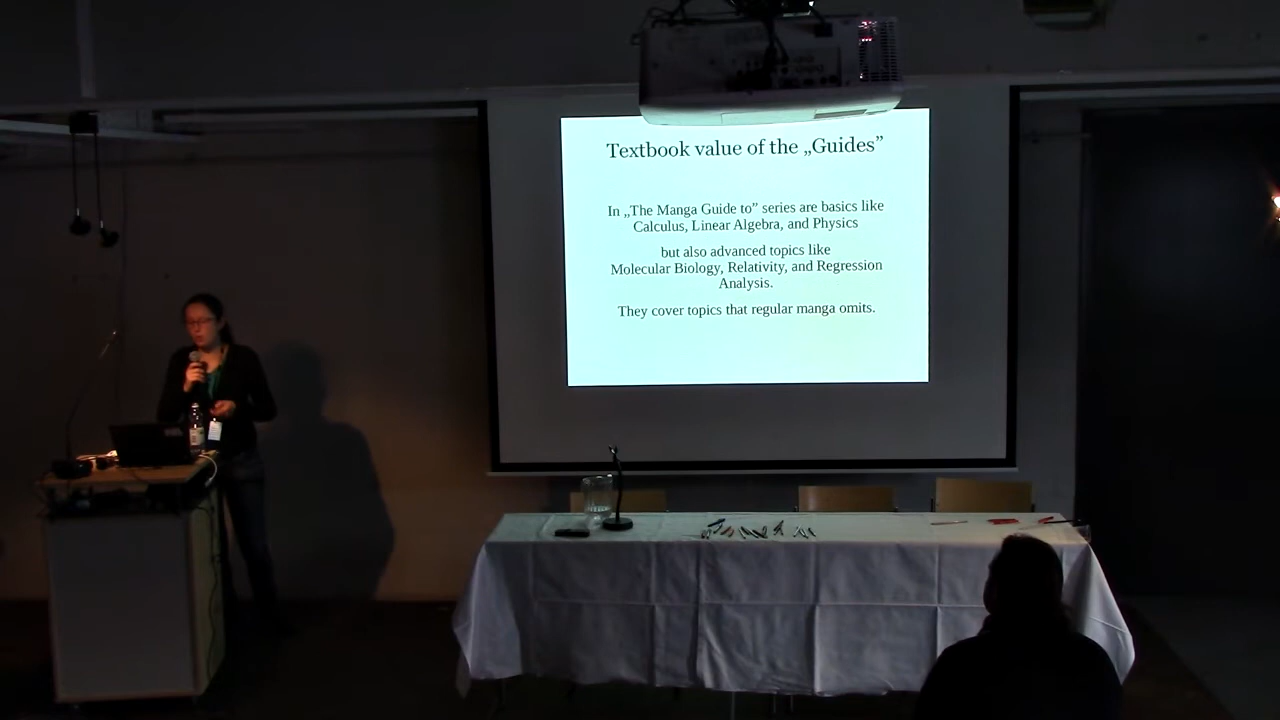 Textbook value of the „Guides”
In „The Manga Guide to” series are basics like
Calculus, Linear Algebra, and Physics
but also advanced topics like
Molecular Biology, Relativity, and Regression
Analysis.
They cover topics that regular manga omits.